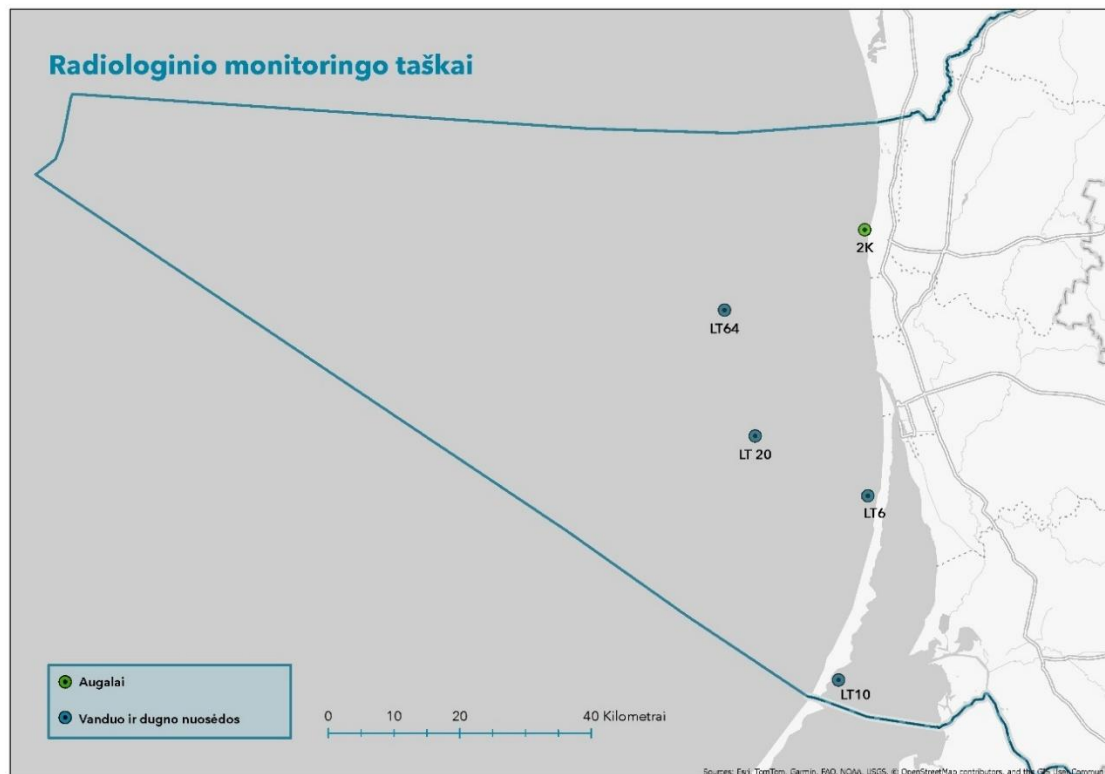 Radiologinio monitoringo taškai
2K
LT64
LT 20
LT6
LT10
Augalai
Vanduo ir dugno nuosėdos
0 10 20 40 Kilometrai
Sources: Esri, TomTom, Garmin, FAO, NOAA, USGS, © OpenStreetMap contributors, and the GIS User Commun